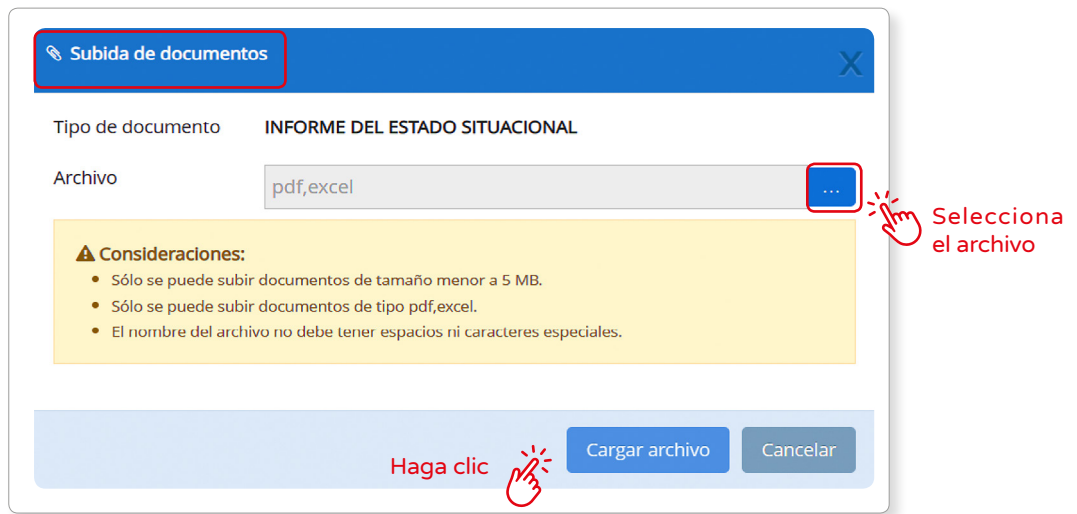 Subida de documentos
X
Tipo de documento INFORME DEL ESTADO SITUACIONAL
Archivo pdf,excel ...
Selecciona
el archivo
Consideraciones:
• Sólo se puede subir documentos de tamaño menor a 5 MB.
• Sólo se puede subir documentos de tipo pdf,excel.
• El nombre del archivo no debe tener espacios ni caracteres especiales.
Haga clic Cargar archivo Cancelar